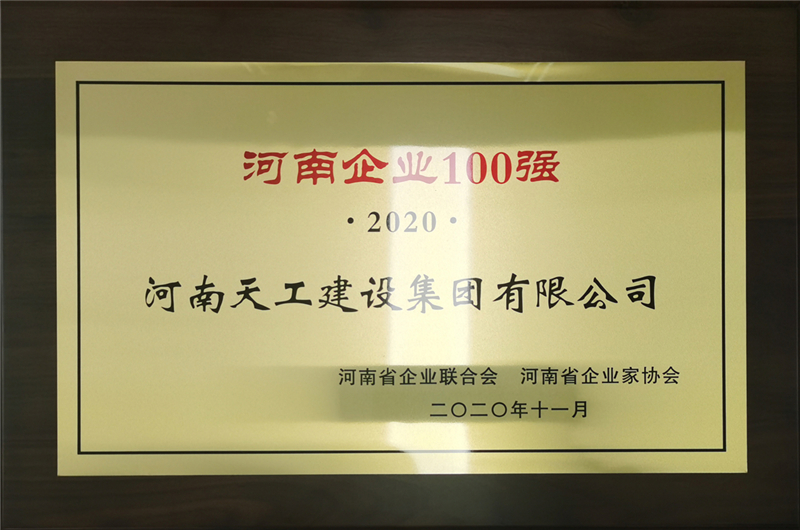 河南企业100强
·2020·
河南天工建设集团有限公司
河南省企业联合会 河南省企业家协会
二〇二〇年十一月